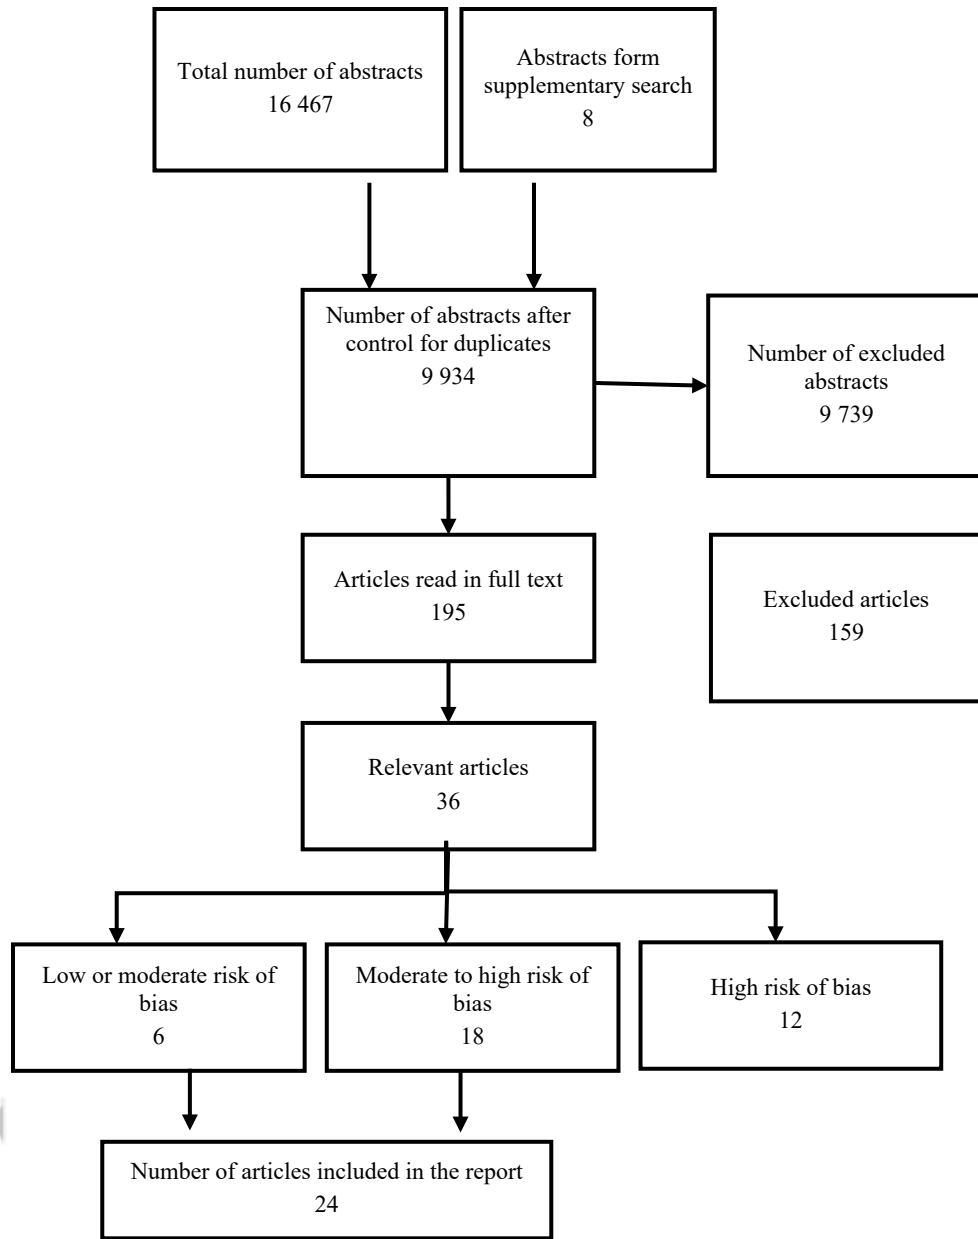 Total number of abstracts
16 467
Abstracts form
supplementary search
8
Number of abstracts after
control for duplicates
9 934
Number of excluded
abstracts
9 739
Articles read in full text
195
Excluded articles
159
Relevant articles
36
Low or moderate risk of
bias
6
Moderate to high risk of
bias
18
High risk of bias
12
Number of articles included in the report
24